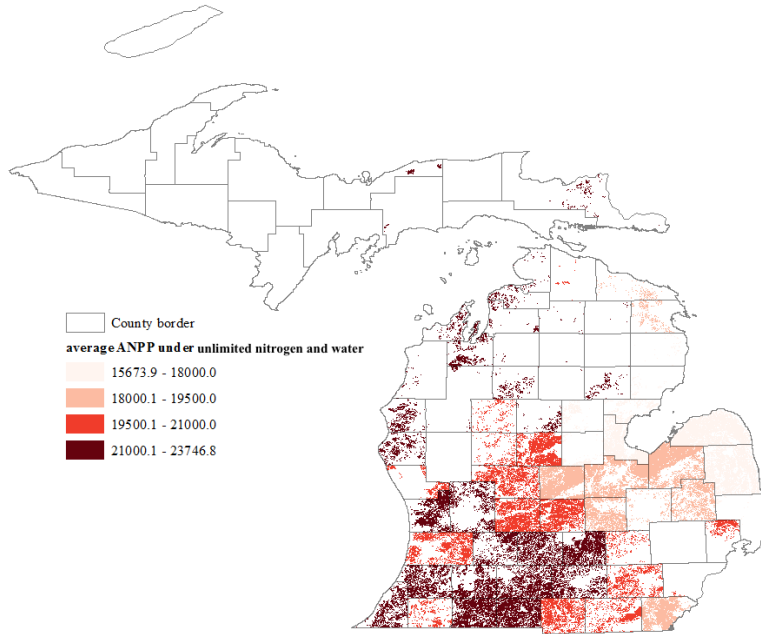 County border
average ANPP under unlimited nitrogen and water
15673.9 - 18000.0
18000.1 - 19500.0
19500.1 - 21000.0
21000.1 - 23746.8